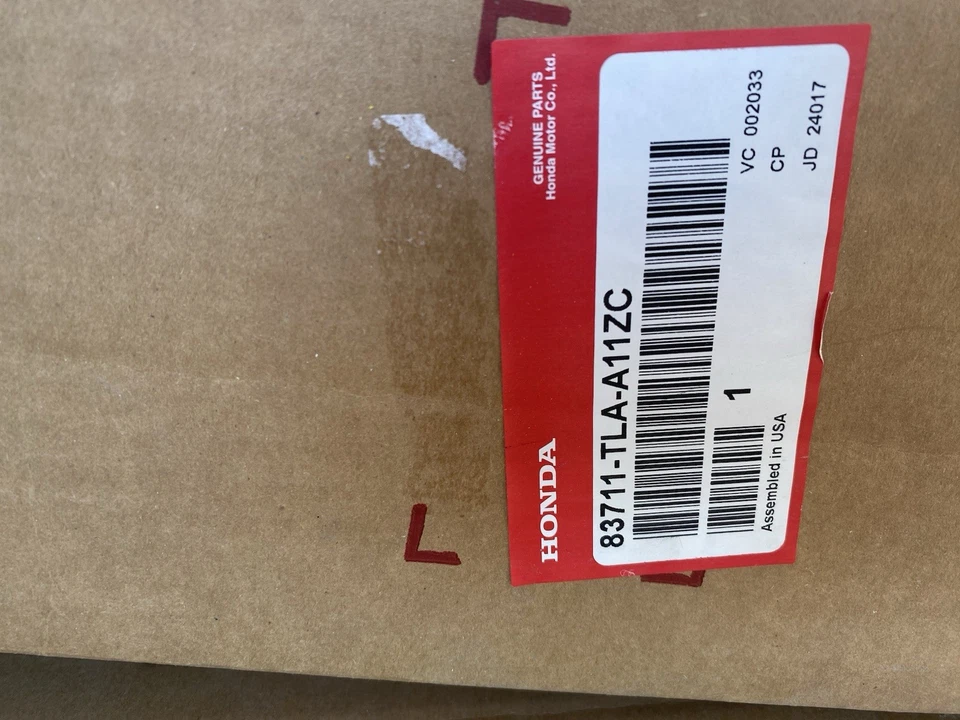 HONDA
GENUINE PARTS
Honda Motor Co., Ltd.
83711-TLA-A11ZC
1
VC 002033
CP
Assembled in USA
JD 24017
L
L